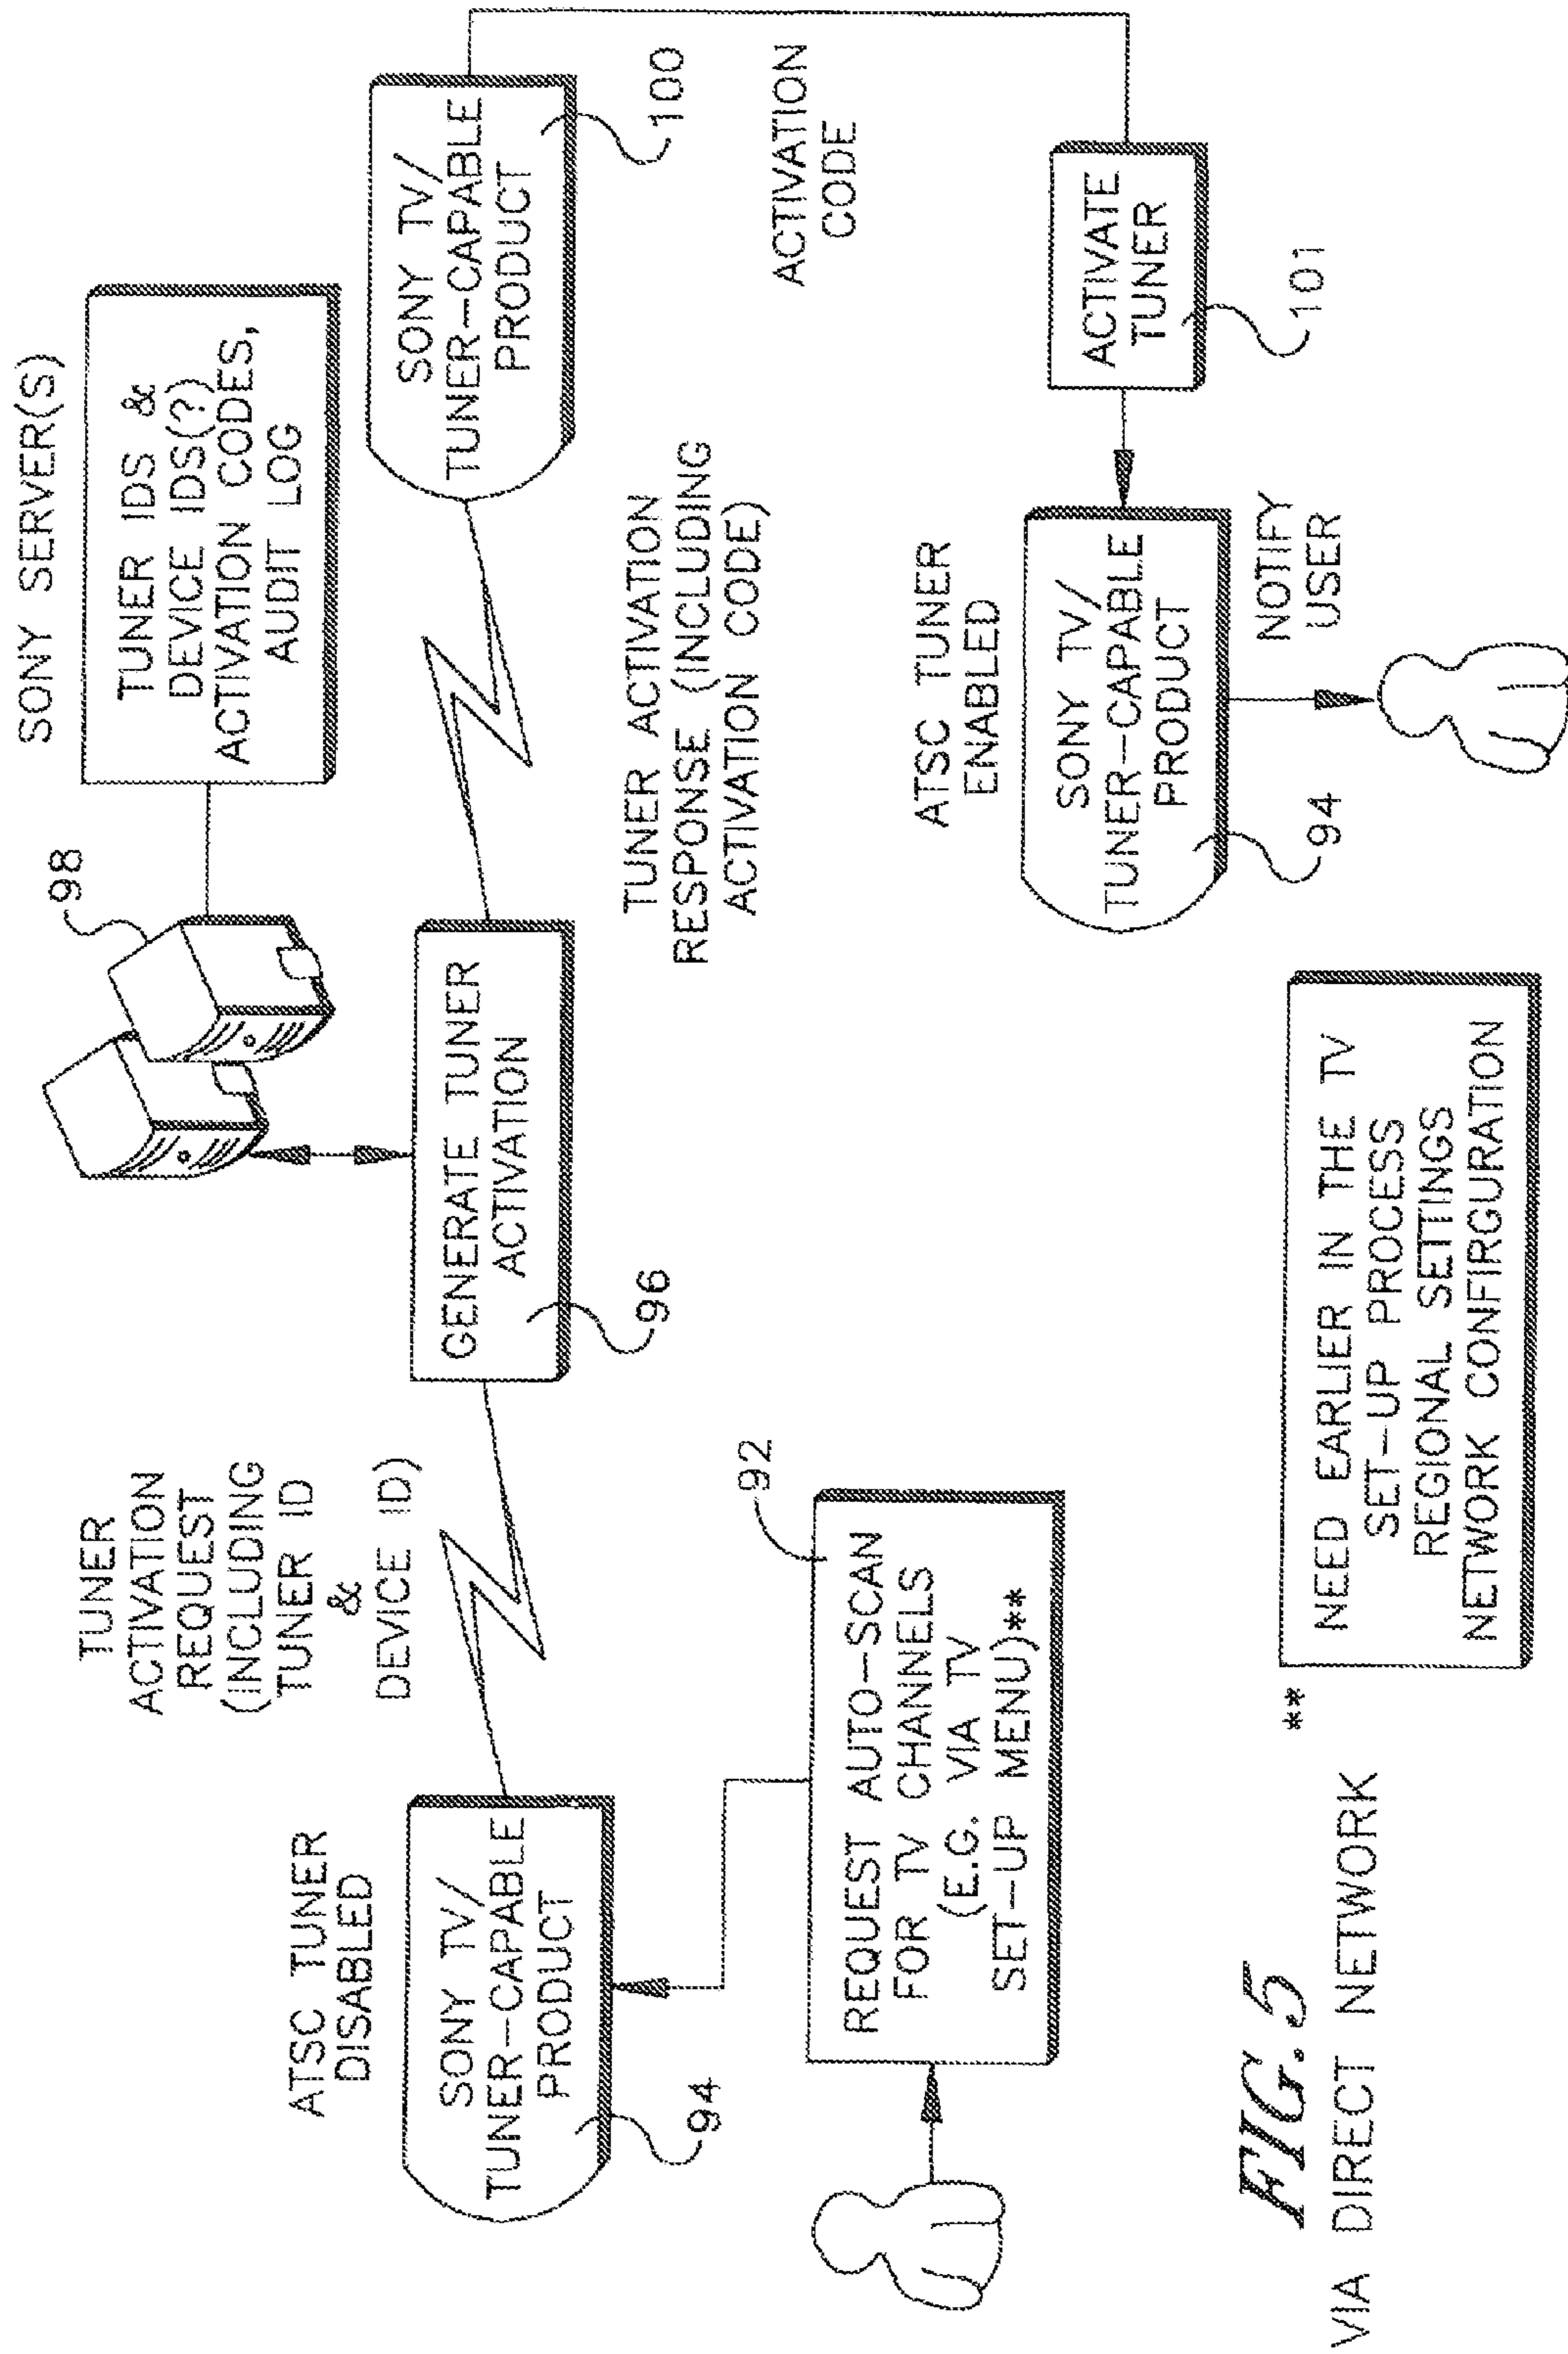 SONY SERVER(S)
TUNER IDS &
DEVICE IDS(?)
ACTIVATION CODES,
AUDIT LOG
98
TUNER
ACTIVATION
REQUEST
(INCLUDING
TUNER ID
&
DEVICE ID)
ATSC TUNER
DISABLED
SONY TV/
TUNER-CAPABLE
PRODUCT
94
GENERATE TUNER
ACTIVATION
96
SONY TV/
TUNER-CAPABLE
PRODUCT
100
TUNER ACTIVATION
RESPONSE (INCLUDING
ACTIVATION CODE)
ACTIVATION
CODE
92
REQUEST AUTO-SCAN
FOR TV CHANNELS
(E.G. VIA TV
SET-UP MENU)**
ATSC TUNER
ENABLED
SONY TV/
TUNER-CAPABLE
PRODUCT
94
ACTIVATE
TUNER
101
NOTIFY
USER
**
NEED EARLIER IN THE TV
SET-UP PROCESS
REGIONAL SETTINGS
NETWORK CONFIRGURATION
FIG. 5
VIA DIRECT NETWORK